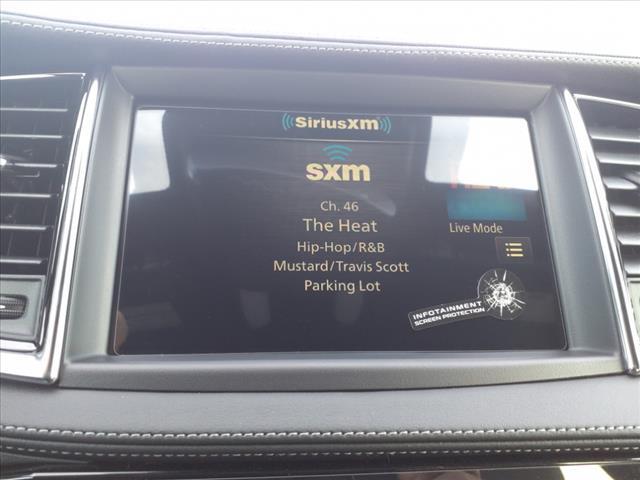 SiriusXM
sxm
Ch. 46
The Heat
Hip-Hop/R&B
Mustard/Travis Scott
Parking Lot
Live Mode
INFOTAINMENT
SCREEN PROTECTION